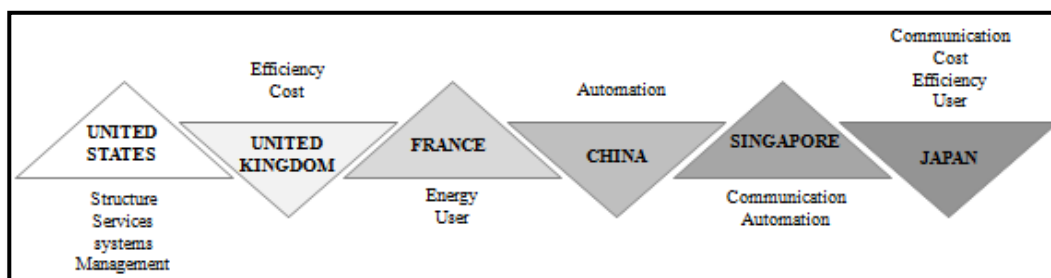 UNITED
STATES
Structure
Services
systems
Management
Efficiency
Cost
UNITED
KINGDOM
FRANCE
Energy
User
Automation
CHINA
SINGAPORE
Communication
Automation
Communication
Cost
Efficiency
User
JAPAN